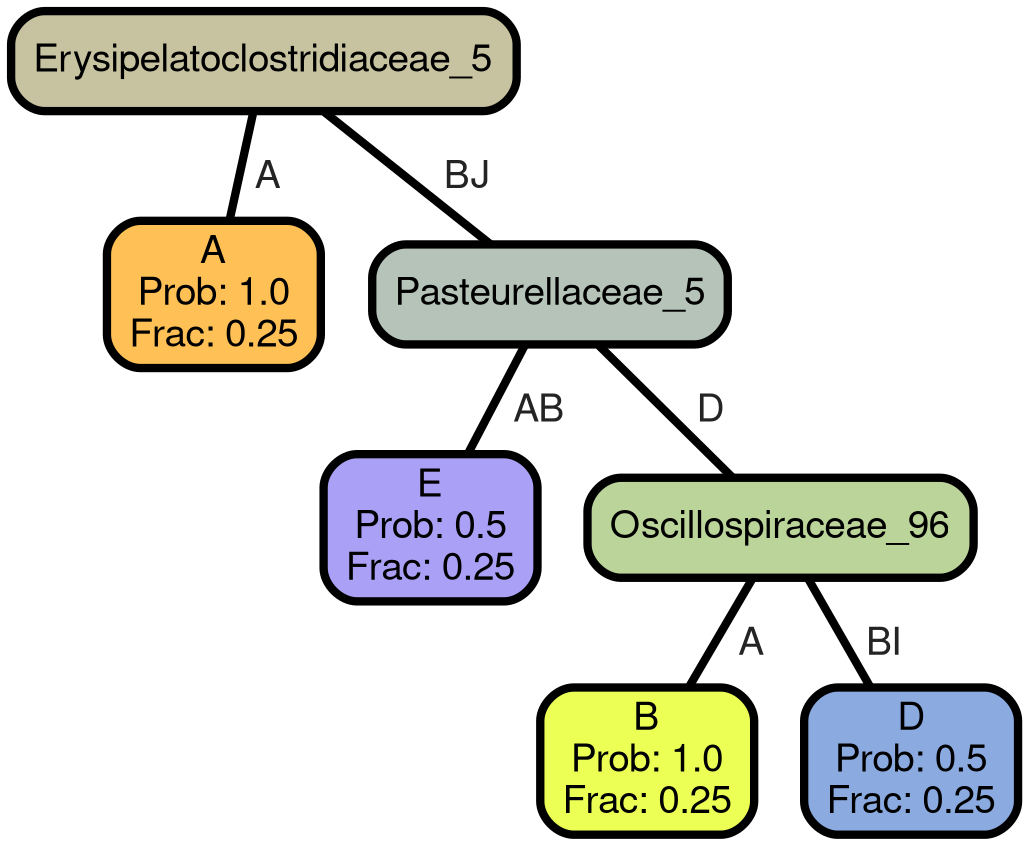 Erysipelatoclostridiaceae_5
A
BJ
A
Prob: 1.0
Frac: 0.25
Pasteurellaceae_5
AB
D
E
Prob: 0.5
Frac: 0.25
Oscillospiraceae_96
A
BI
B
Prob: 1.0
Frac: 0.25
D
Prob: 0.5
Frac: 0.25